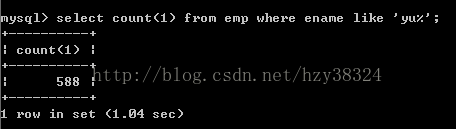 mysql> select count(1) from emp where ename like 'yu%';
+----------+
| count(1) |
+----------+
| 588 |
+----------+
1 row in set (1.04 sec)
http://blog.csdn.net/hzy38324